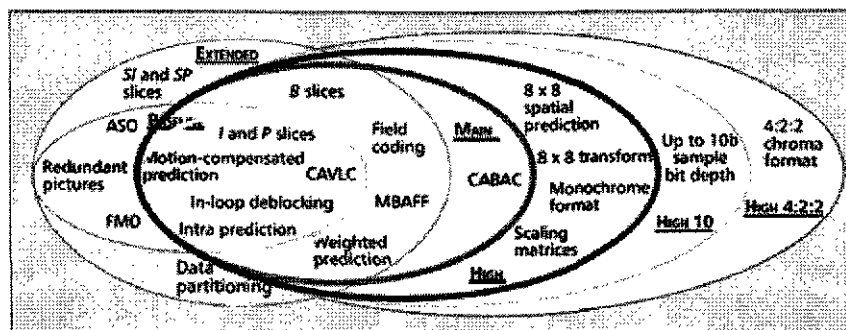 EXTENDED
SI and SP
slices
B slices
8 x 8
spatial
prediction
ASO
I and P slices
Field
coding
MAIN
Up to 10b
sample
bit depth
4:2:2
chroma
format
Redundant
pictures
Motion-compensated
prediction
CAVLC
CABAC
8 x 8 transform
Monochrome
format
In-loop deblocking
MBAFF
HIGH 10
HIGH 4:2:2
FMO
Intra prediction
Weighted
prediction
Scaling
matrices
Data
partitioning
HIGH